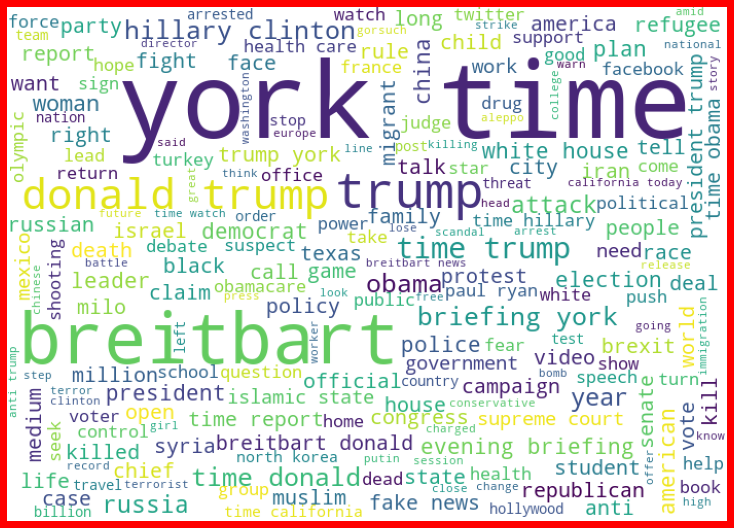 force
party
hillary clinton
arrested
watch
twitter
long
america
amid
refugee
team
strike
gorsuch
national
director
health care
rule
child
support
report
hope
fight
face
france
work
good
plan
warn
story
want
sign
china
facebook
college
york time
woman
nation
washington
stop
drug
aleppo
president trump
time obama
olympic
right
said
europe
migrant
judge
white house
tell
lead
turkey
trump york
line
post
killing
star
city
iran
come
return
think
office
talk
threat
california today
donald trump
great
trump
head
attack
political
future
time watch
order
family
time hillary
people
russian
israel
democrat
power
lose
mexico
death
debate
suspect
texas
take
scandal
arrest
time trump
need
race
shooting
battle
black
breitbart news
release
chinese
leader
call
game
obama
protest
election
deal
milo
claim
obamacare
look
public
free
paul ryan
white
push
press
policy
briefing york
world
immigration
breitbart
left
worker
police
fear
test
brexit
going
anti trump
government
video
show
step
million
school
question
official
country
bomb
speech
turn
terror
clinton
president
islamic state
campaign
year
kill
medium
voter
open
time report
home
house
conservative
congress
charged
supreme court
senate
vote
american
know
seek
control
girl
killed
syria
breitbart donald
evening briefing
chief
north korea
putin
session
offer
student
help
life
record
travel
terrorist
time donald
dead
state
health
case
russia
group
muslim
close
change
republican
anti
book
billion
time california
fake news
hollywood
high